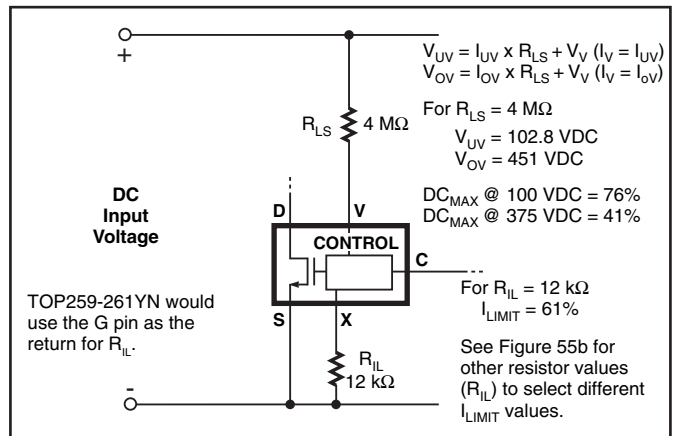 +
V_UV = I_UV x R_LS + V_V (I_V = I_UV)
V_OV = I_OV x R_LS + V_V (I_V = I_oV)
For R_LS = 4 MΩ
V_UV = 102.8 VDC
V_OV = 451 VDC
DC_MAX @ 100 VDC = 76%
DC_MAX @ 375 VDC = 41%
R_LS
4 MΩ
DC
Input
Voltage
D
V
CONTROL
C
S
X
For R_IL = 12 kΩ
I_LIMIT = 61%
TOP259-261YN would
use the G pin as the
return for R_IL.
R_IL
12 kΩ
See Figure 55b for
other resistor values
(R_IL) to select different
I_LIMIT values.
-